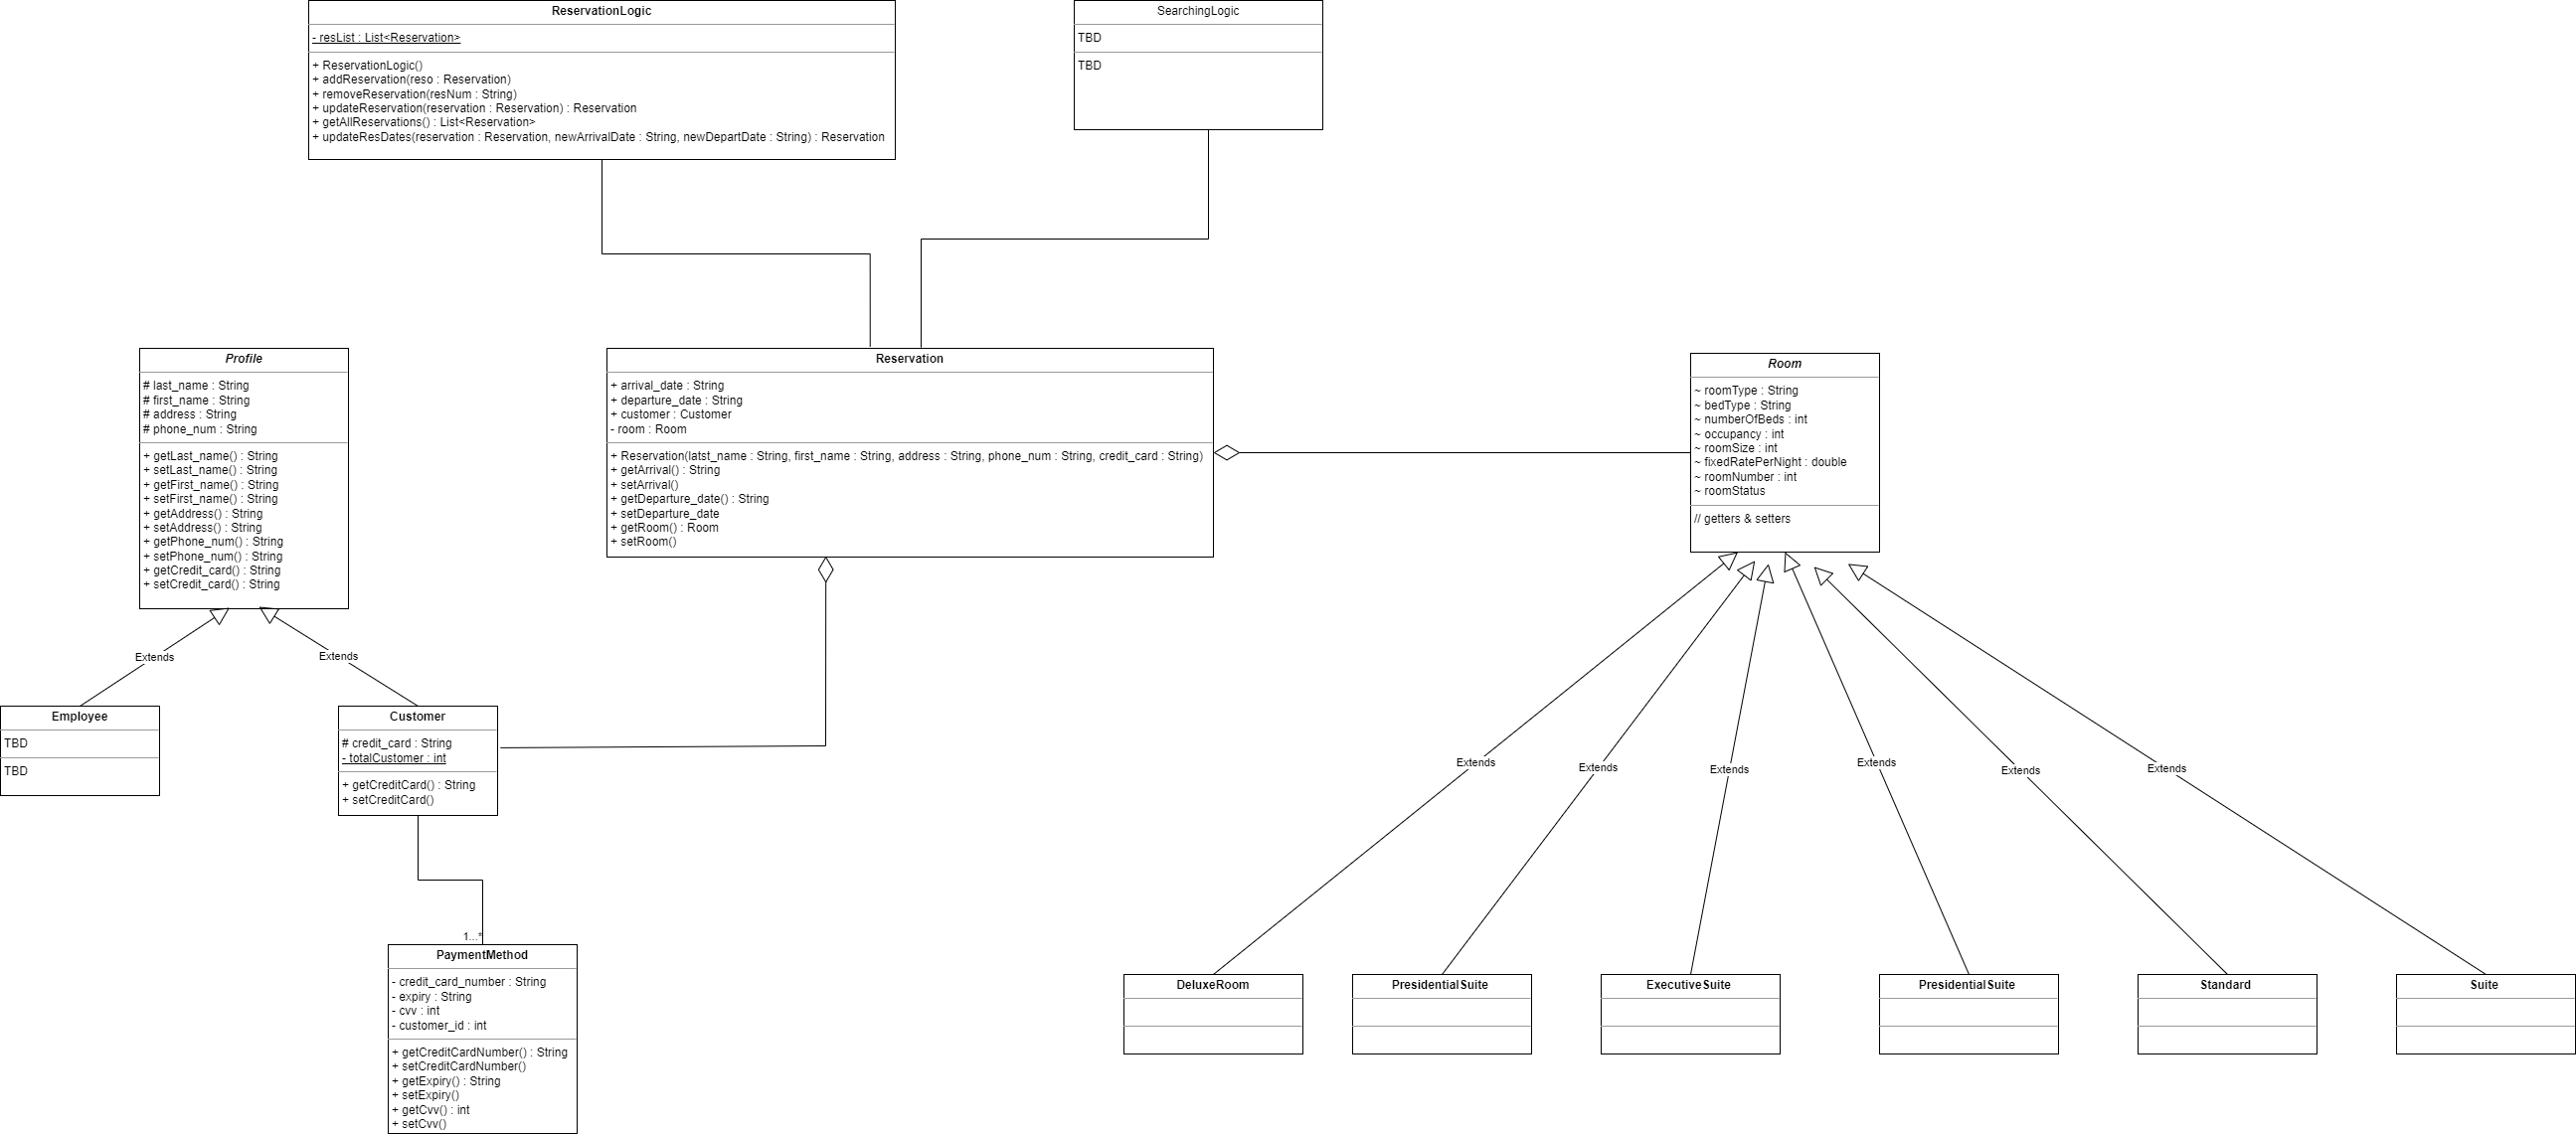 ReservationLogic
- resList : List<Reservation>
+ ReservationLogic()
+ addReservation(reso : Reservation)
+ removeReservation(resNum : String)
+ updateReservation(reservation : Reservation) : Reservation
+ getAllReservations() : List<Reservation>
+ updateResDates(reservation : Reservation, newArrivalDate : String, newDepartDate : String) : Reservation
SearchingLogic
TBD
TBD
Profile
# last_name : String
# first_name : String
# address : String
# phone_num : String
+ getLast_name() : String
+ setLast_name() : String
+ getFirst_name() : String
+ setFirst_name() : String
+ getAddress() : String
+ setAddress() : String
+ getPhone_num() : String
+ setPhone_num() : String
+ getCredit_card() : String
+ setCredit_card() : String
Reservation
+ arrival_date : String
+ departure_date : String
+ customer : Customer
- room : Room
+ Reservation(latst_name : String, first_name : String, address : String, phone_num : String, credit_card : String)
+ getArrival() : String
+ setArrival()
+ getDeparture_date() : String
+ setDeparture_date
+ getRoom() : Room
+ setRoom()
Room
~ roomType : String
~ bedType : String
~ numberOfBeds : int
~ occupancy : int
~ roomSize : int
~ fixedRatePerNight : double
~ roomNumber : int
~ roomStatus
// getters & setters
Extends
Extends
Employee
TBD
TBD
Customer
# credit_card : String
- totalCustomer : int
+ getCreditCard() : String
+ setCreditCard()
Extends
Extends
Extends
Extends
Extends
Extends
1...*
PaymentMethod
- credit_card_number : String
- expiry : String
- cvv : int
- customer_id : int
+ getCreditCardNumber() : String
+ setCreditCardNumber()
+ getExpiry() : String
+ setExpiry()
+ getCvv() : int
+ setCvv()
DeluxeRoom
PresidentialSuite
ExecutiveSuite
PresidentialSuite
Standard
Suite